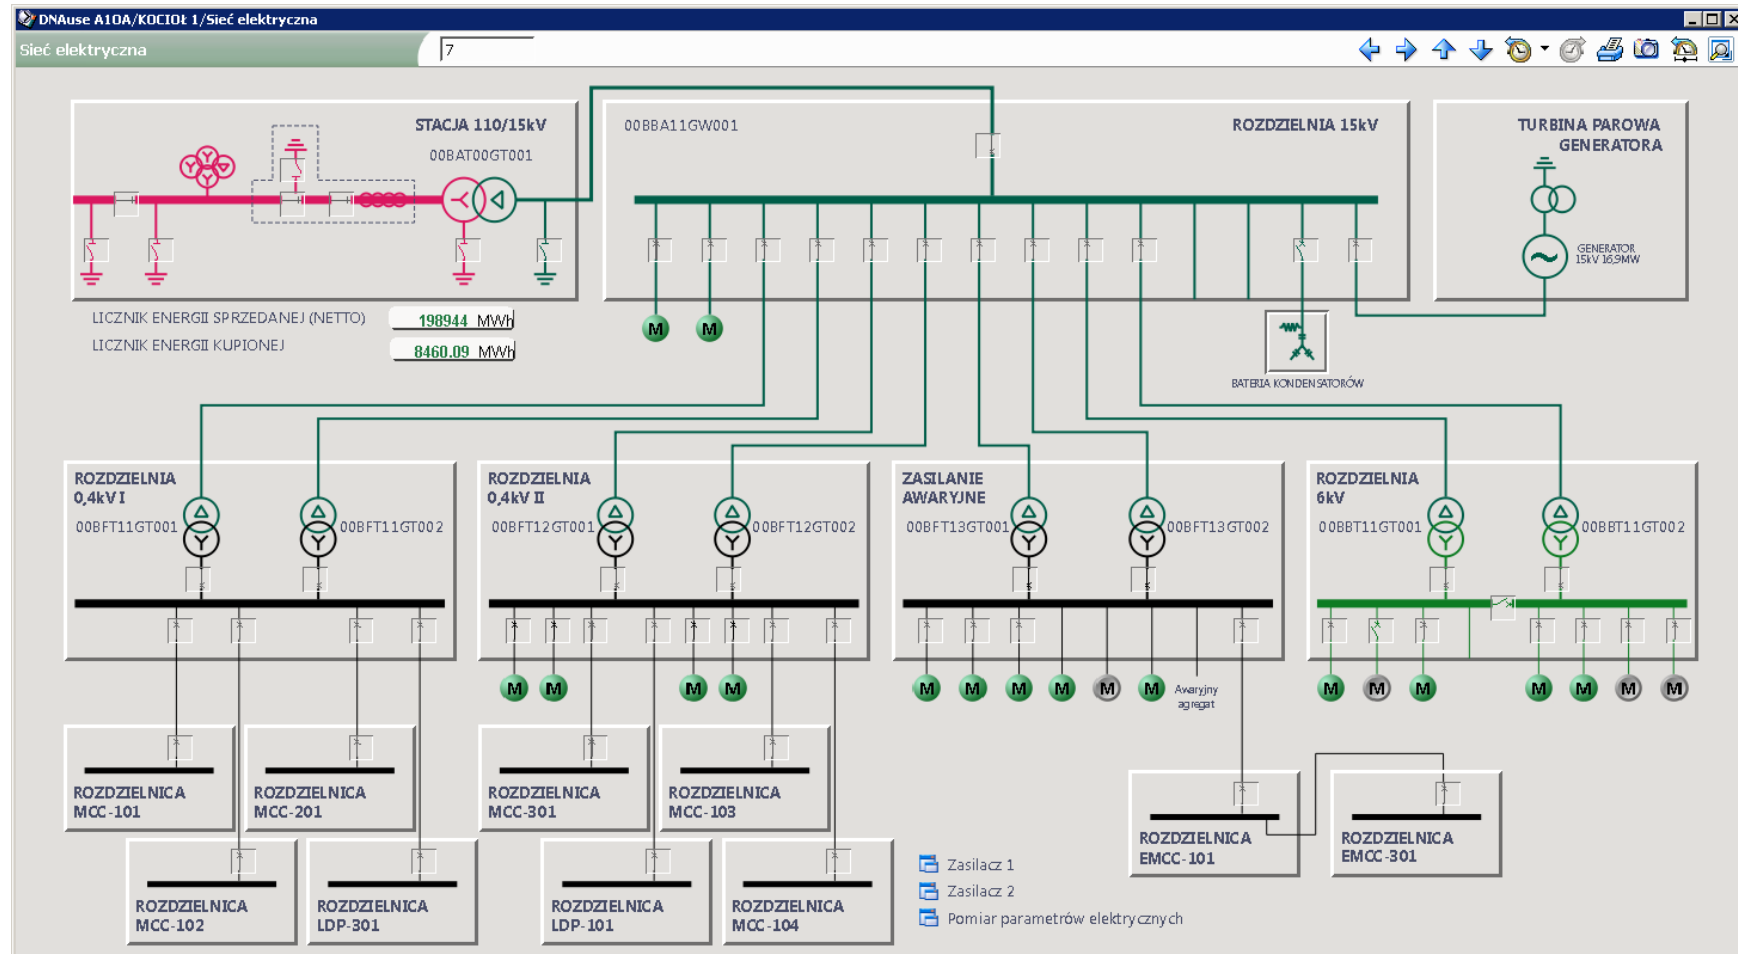 DNAuse A10A/KOCIOŁ 1/Sieć elektryczna
Sieć elektryczna
7
STACJA 110/15kV
00BAT00GT001
00BBA11GW001
ROZDZIELNIA 15kV
TURBINA PAROWA
GENERATORA
GENERATOR
15kV 16,9MW
LICZNIK ENERGII SPRZEDANEJ (NETTO)
198944 MWh
LICZNIK ENERGII KUPIONEJ
8460.09 MWh
M
M
BATERIA KONDENSATORÓW
ROZDZIELNIA
0,4kV I
00BFT11GT001
00BFT11GT002
ROZDZIELNIA
0,4kV II
00BFT12GT001
00BFT12GT002
ZASILANIE
AWARYJNE
00BFT13GT001
00BFT13GT002
ROZDZIELNIA
6kV
00BBT11GT001
00BBT11GT002
M
M
M
M
M
M
M
M
M
M
Awaryjny
agregat
M
M
M
M
M
M
M
ROZDZIELNICA
MCC-101
ROZDZIELNICA
MCC-201
ROZDZIELNICA
MCC-301
ROZDZIELNICA
MCC-103
ROZDZIELNICA
EMCC-101
ROZDZIELNICA
EMCC-301
ROZDZIELNICA
MCC-102
ROZDZIELNICA
LDP-301
ROZDZIELNICA
LDP-101
ROZDZIELNICA
MCC-104
Zasilacz 1
Zasilacz 2
Pomiar parametrów elektrycznych